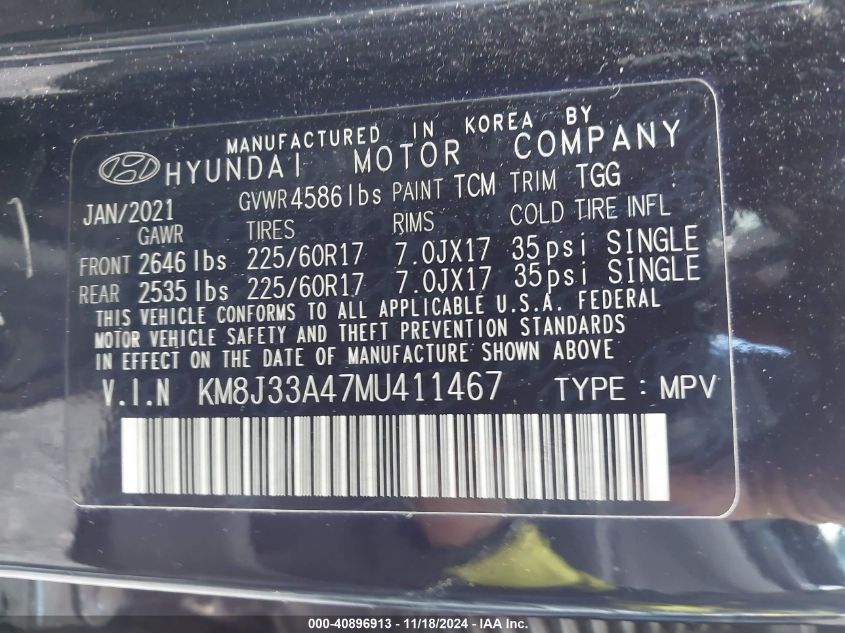 MANUFACTURED IN KOREA BY
HYUNDAI MOTOR COMPANY
JAN/2021 GVWR 4586 lbs PAINT TCM TRIM TGG
GAWR TIRES RIMS COLD TIRE INFL
FRONT 2646 lbs 225/60R17 7.0JX17 35psi SINGLE
REAR 2535 lbs 225/60R17 7.0JX17 35psi SINGLE
THIS VEHICLE CONFORMS TO ALL APPLICABLE U.S.A. FEDERAL
MOTOR VEHICLE SAFETY AND THEFT PREVENTION STANDARDS
IN EFFECT ON THE DATE OF MANUFACTURE SHOWN ABOVE.
V.I.N KM8J33A47MU411467 TYPE : MPV
000-40896913 - 11/18/2024 - IAA Inc.